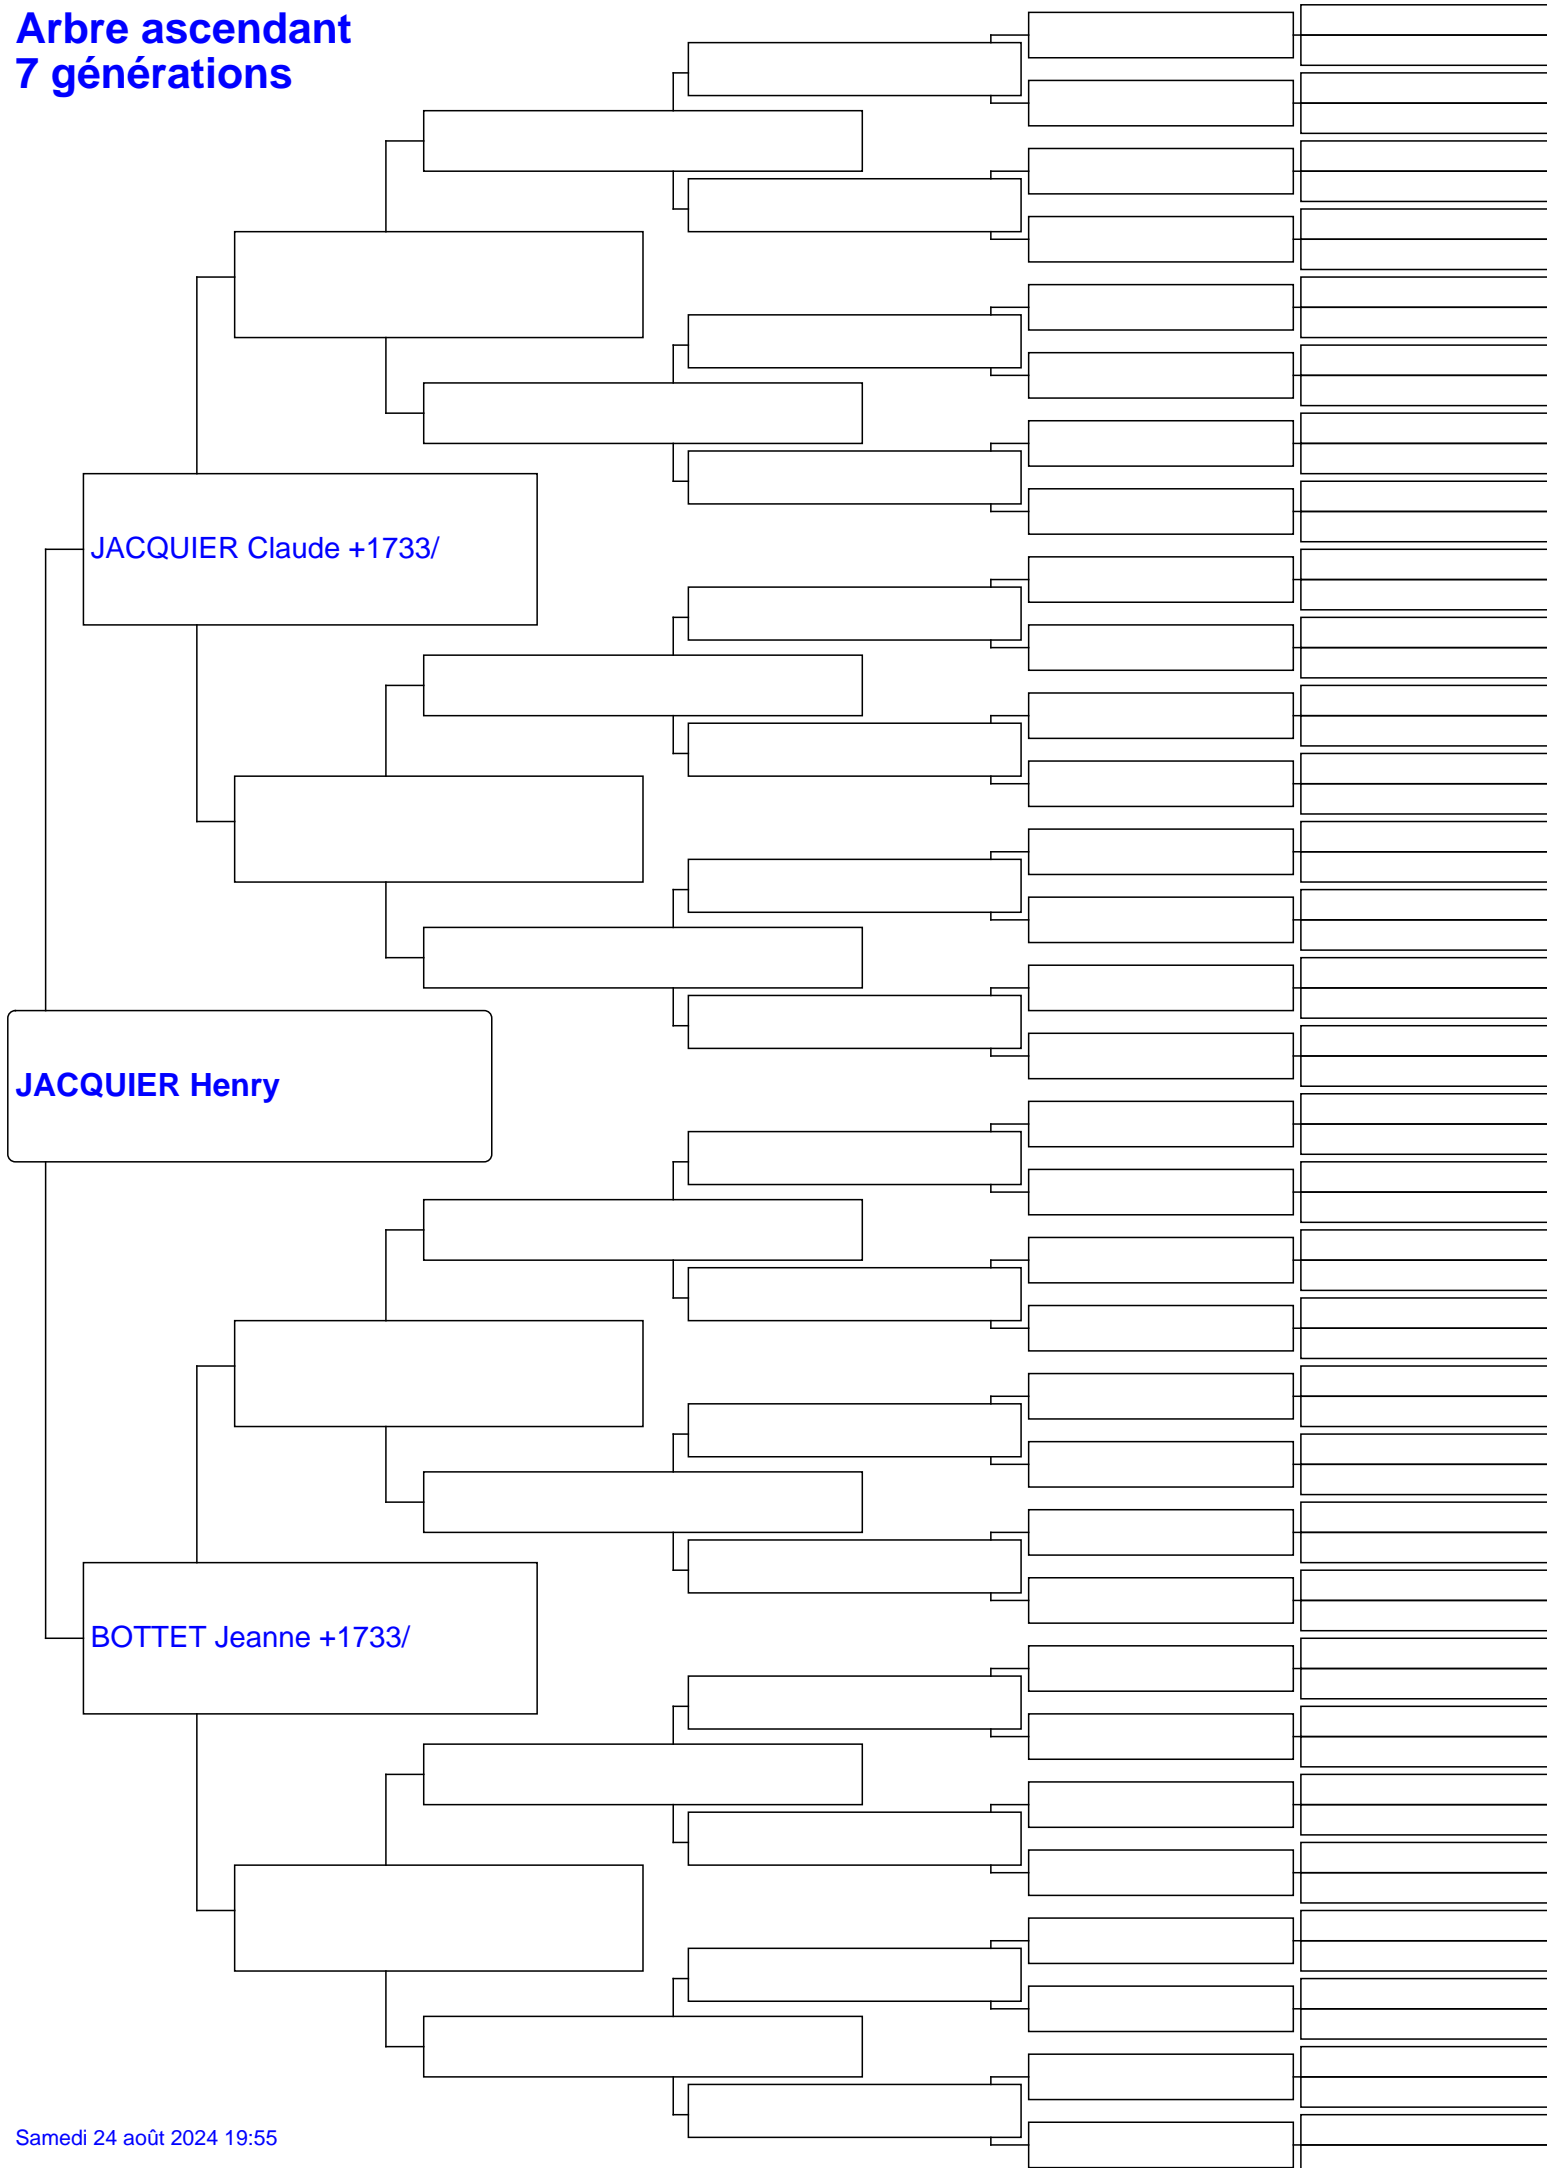 Arbre ascendant
7 générations
JACQUIER Claude +1733/
JACQUIER Henry
BOTTET Jeanne +1733/
Samedi 24 août 2024 19:55